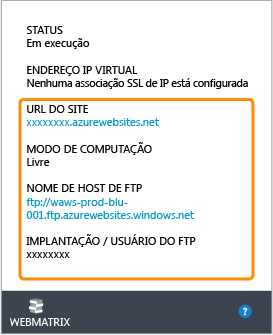 STATUS
Em execução
ENDEREÇO IP VIRTUAL
Nenhuma associação SSL de IP está configurada
URL DO SITE
xxxxxxxx.azurewebsites.net
MODO DE COMPUTAÇÃO
Livre
NOME DE HOST DE FTP
ftp://waws-prod-blu-
001.ftp.azurewebsites.windows.net
IMPLANTAÇÃO / USUÁRIO DO FTP
xxxxxxxx
WEBMATRIX
?